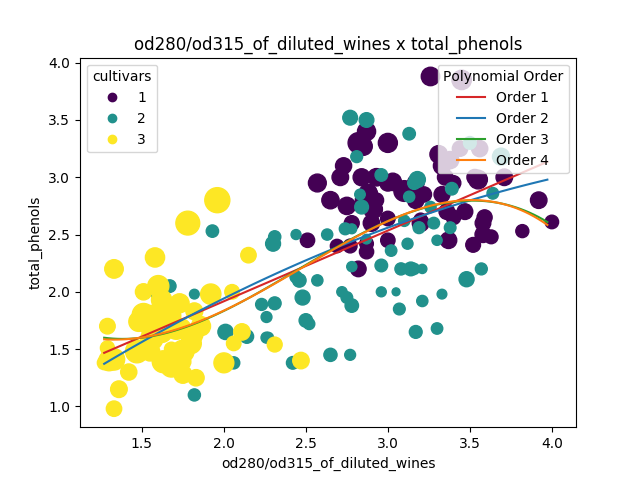 od280/od315_of_diluted_wines x total_phenols
cultivars
1
2
3
Polynomial Order
Order 1
Order 2
Order 3
Order 4
total_phenols
4.0
3.5
3.0
2.5
2.0
1.5
1.0
1.5
2.0
2.5
3.0
3.5
4.0
od280/od315_of_diluted_wines